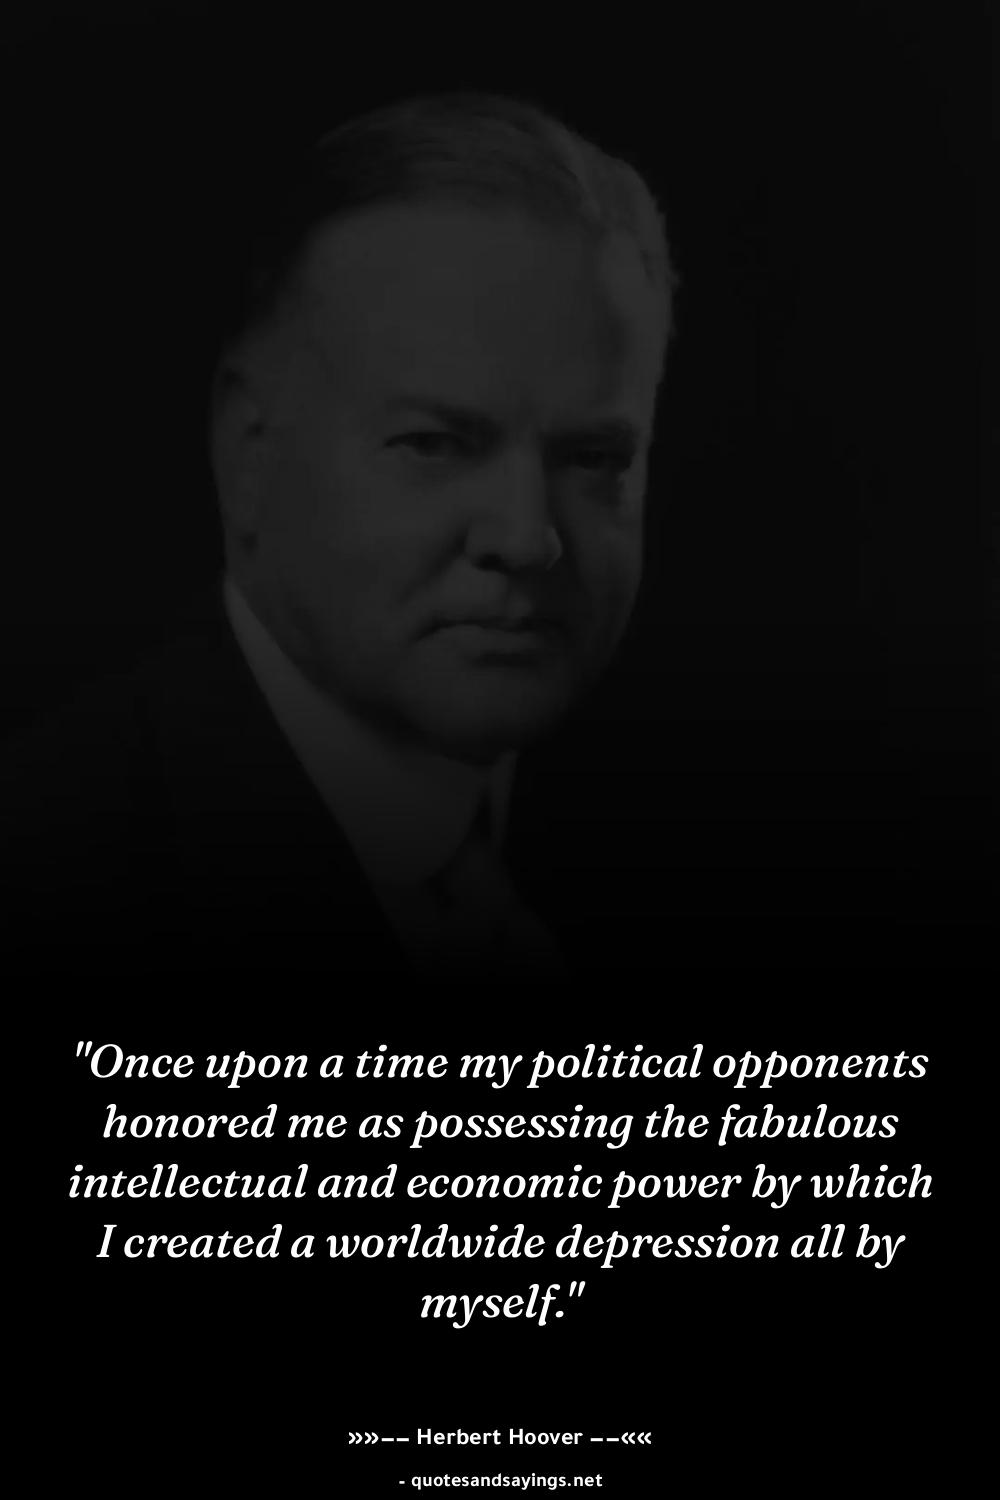 "Once upon a time my political opponents
honored me as possessing the fabulous
intellectual and economic power by which
I created a worldwide depression all by
myself."
»»−− Herbert Hoover −−««
- quotesandsayings.net